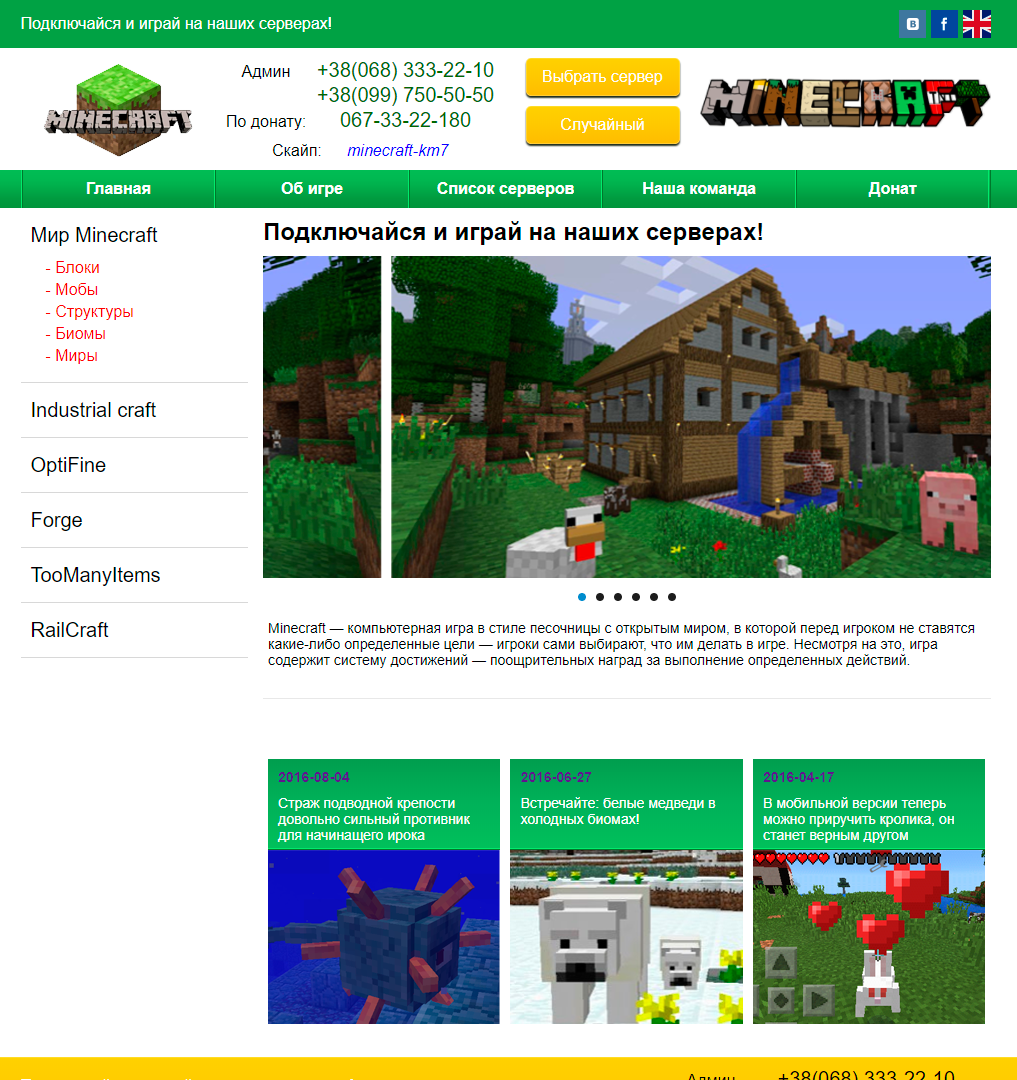 Подключайся и играй на наших серверах!
В f
Админ +38(068) 333-22-10
+38(099) 750-50-50
По донату: 067-33-22-180
Скайп: minecraft-km7
Выбрать сервер
Случайный
MINECRAFT
MINECRAFT
Главная Об игре Список серверов Наша команда Донат
Мир Minecraft
- Блоки
- Мобы
- Структуры
- Биомы
- Миры
Industrial craft
OptiFine
Forge
TooManyItems
RailCraft
Подключайся и играй на наших серверах!
Minecraft — компьютерная игра в стиле песочницы с открытым миром, в которой перед игроком не ставятся
какие-либо определенные цели — игроки сами выбирают, что им делать в игре. Несмотря на это, игра
содержит систему достижений — поощрительных наград за выполнение определенных действий.
2016-08-04
Страж подводной крепости
довольно сильный противник
для начинащего ирока
2016-06-27
Встречайте: белые медведи в
холодных биомах!
2016-04-17
В мобильной версии теперь
можно приручить кролика, он
станет верным другом
Админ +38(068) 333-22-10